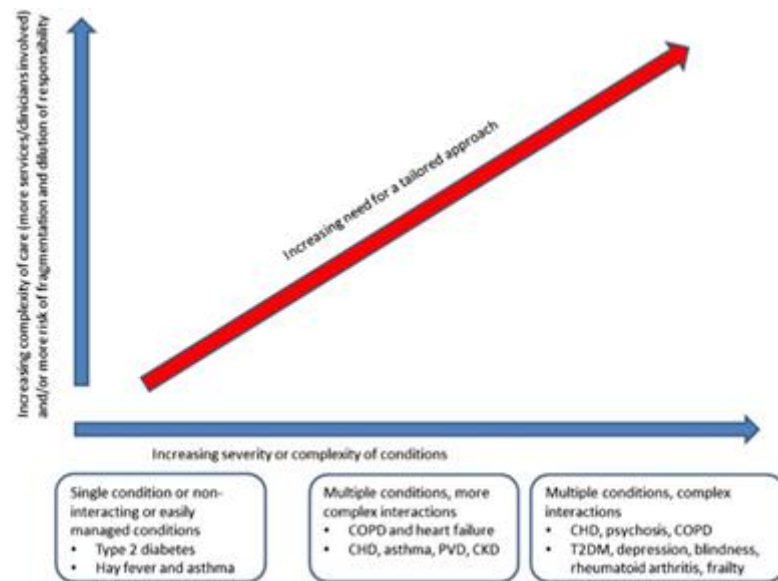 Increasing complexity of care (more services/clinicians involved)
and/or more risk of fragmentation and dilution of responsibility
Increasing need for a tailored approach
Increasing severity or complexity of conditions
Single condition or non-
interacting or easily
managed conditions
• Type 2 diabetes
• Hay fever and asthma
Multiple conditions, more
complex interactions
• COPD and heart failure
• CHD, asthma, PVD, CKD
Multiple conditions, complex
interactions
• CHD, psychosis, COPD
• T2DM, depression, blindness,
rheumatoid arthritis, frailty